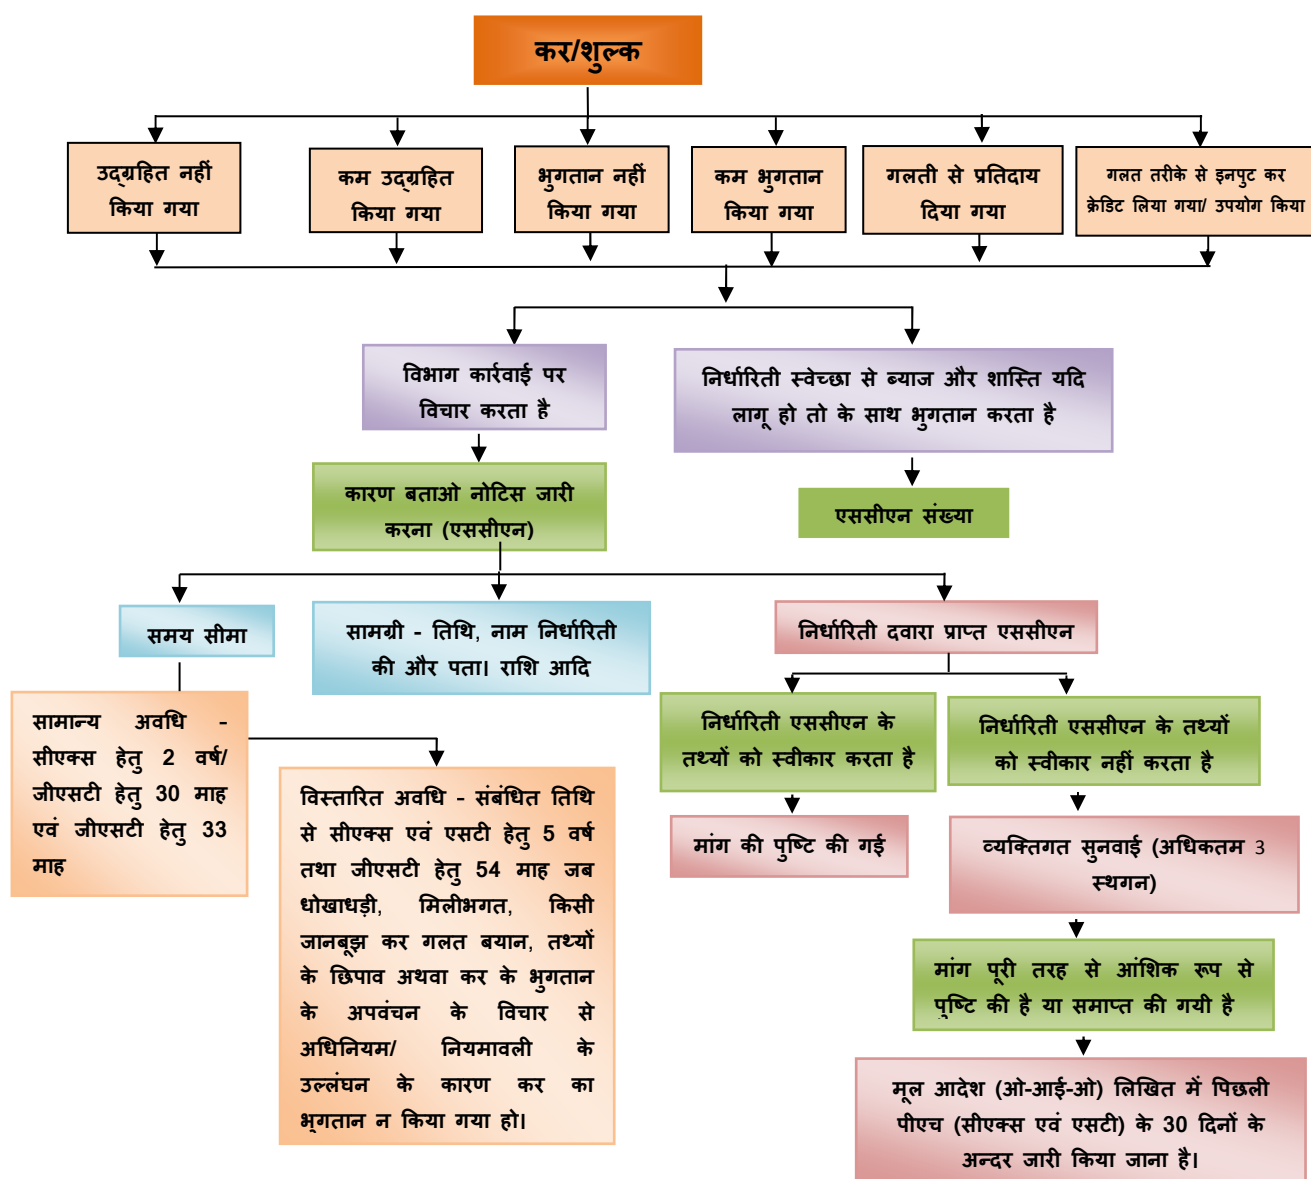 कर/शुल्क
उद्ग्रहित नहीं
किया गया
कम उद्ग्रहित
किया गया
भुगतान नहीं
किया गया
कम भुगतान
किया गया
गलती से प्रतिदाय
दिया गया
गलत तरीके से इनपुट कर
क्रेडिट लिया गया/ उपयोग किया
विभाग कार्रवाई पर
विचार करता है
निर्धारिती स्वेच्छा से ब्याज और शास्ति यदि
लागू हो तो के साथ भुगतान करता है
कारण बताओ नोटिस जारी
करना (एससीएन)
एससीएन संख्या
समय सीमा
सामग्री - तिथि, नाम निर्धारिती
की और पता। राशि आदि
निर्धारिती दवारा प्राप्त एससीएन
सामान्य अवधि -
सीएक्स हेतु 2 वर्ष/
जीएसटी हेतु 30 माह
एवं जीएसटी हेतु 33
माह
विस्तारित अवधि - संबंधित तिथि
से सीएक्स एवं एसटी हेतु 5 वर्ष
तथा जीएसटी हेतु 54 माह जब
धोखाधड़ी, मिलीभगत, किसी
जानबूझ कर गलत बयान, तथ्यों
के छिपाव अथवा कर के भुगतान
के अपवंचन के विचार से
अधिनियम/ नियमावली के
उल्लंघन के कारण कर का
भुगतान न किया गया हो।
निर्धारिती एससीएन के
तथ्यों को स्वीकार करता है
निर्धारिती एससीएन के तथ्यों
को स्वीकार नहीं करता है
मांग की पुष्टि की गई
व्यक्तिगत सुनवाई (अधिकतम 3
स्थगन)
मांग पूरी तरह से आंशिक रूप से
पुष्टि की है या समाप्त की गयी है
मूल आदेश (ओ-आई-ओ) लिखित में पिछली
पीएच (सीएक्स एवं एसटी) के 30 दिनों के
अन्दर जारी किया जाना है।